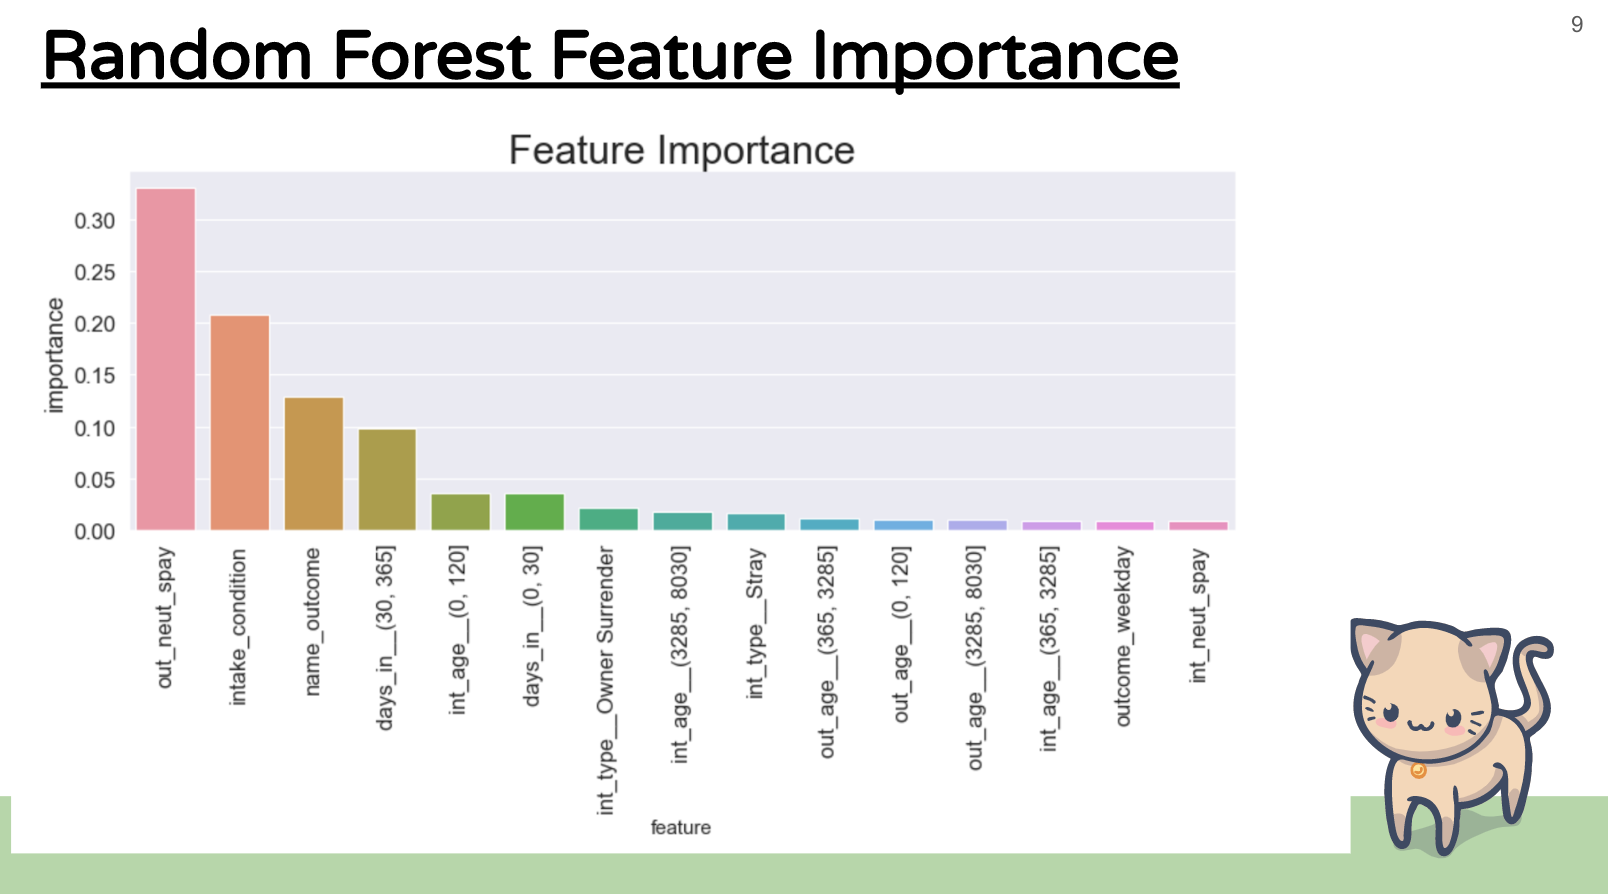 9
Random Forest Feature Importance
Feature Importance
importance
0.30
0.25
0.20
0.15
0.10
0.05
0.00
out_neut_spay
intake_condition
name_outcome
days_in__(30, 365]
int_age__(0, 120]
days_in__(0, 30]
int_type__Owner Surrender
int_age__(3285, 8030]
int_type__Stray
out_age__(365, 3285]
out_age__(0, 120]
out_age__(3285, 8030]
int_age__(365, 3285]
outcome_weekday
int_neut_spay
feature